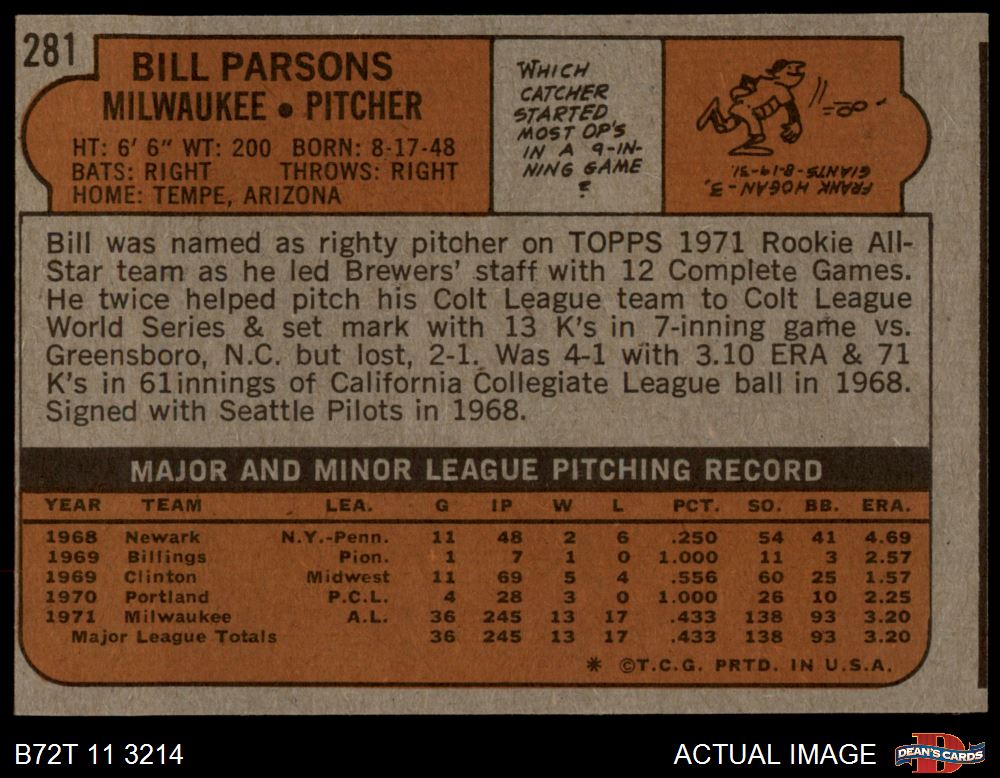 281
BILL PARSONS
MILWAUKEE • PITCHER
HT: 6' 6" WT: 200 BORN: 8-17-48
BATS: RIGHT THROWS: RIGHT
HOME: TEMPE, ARIZONA
WHICH
CATCHER
STARTED
MOST DP'S
IN A 9-IN-
NING GAME
?
FRANK HOGAN-3,
GIANTS-8-19-31.
Bill was named as righty pitcher on TOPPS 1971 Rookie All-
Star team as he led Brewers' staff with 12 Complete Games.
He twice helped pitch his Colt League team to Colt League
World Series & set mark with 13 K's in 7-inning game vs.
Greensboro, N.C. but lost, 2-1. Was 4-1 with 3.10 ERA & 71
K's in 61 innings of California Collegiate League ball in 1968.
Signed with Seattle Pilots in 1968.
MAJOR AND MINOR LEAGUE PITCHING RECORD
YEAR TEAM LEA. G IP W L PCT. SO. BB. ERA.
1968 Newark N.Y.-Penn. 11 48 2 6 .250 54 41 4.69
1969 Billings Pion. 1 7 1 0 1.000 11 3 2.57
1969 Clinton Midwest 11 69 5 4 .556 60 25 1.57
1970 Portland P.C.L. 4 28 3 0 1.000 26 10 2.25
1971 Milwaukee A.L. 36 245 13 17 .433 138 93 3.20
Major League Totals 36 245 13 17 .433 138 93 3.20
* ©T.C.G. PRTD. IN U.S.A.
B72T 11 3214
ACTUAL IMAGE
DEAN'S CARDS